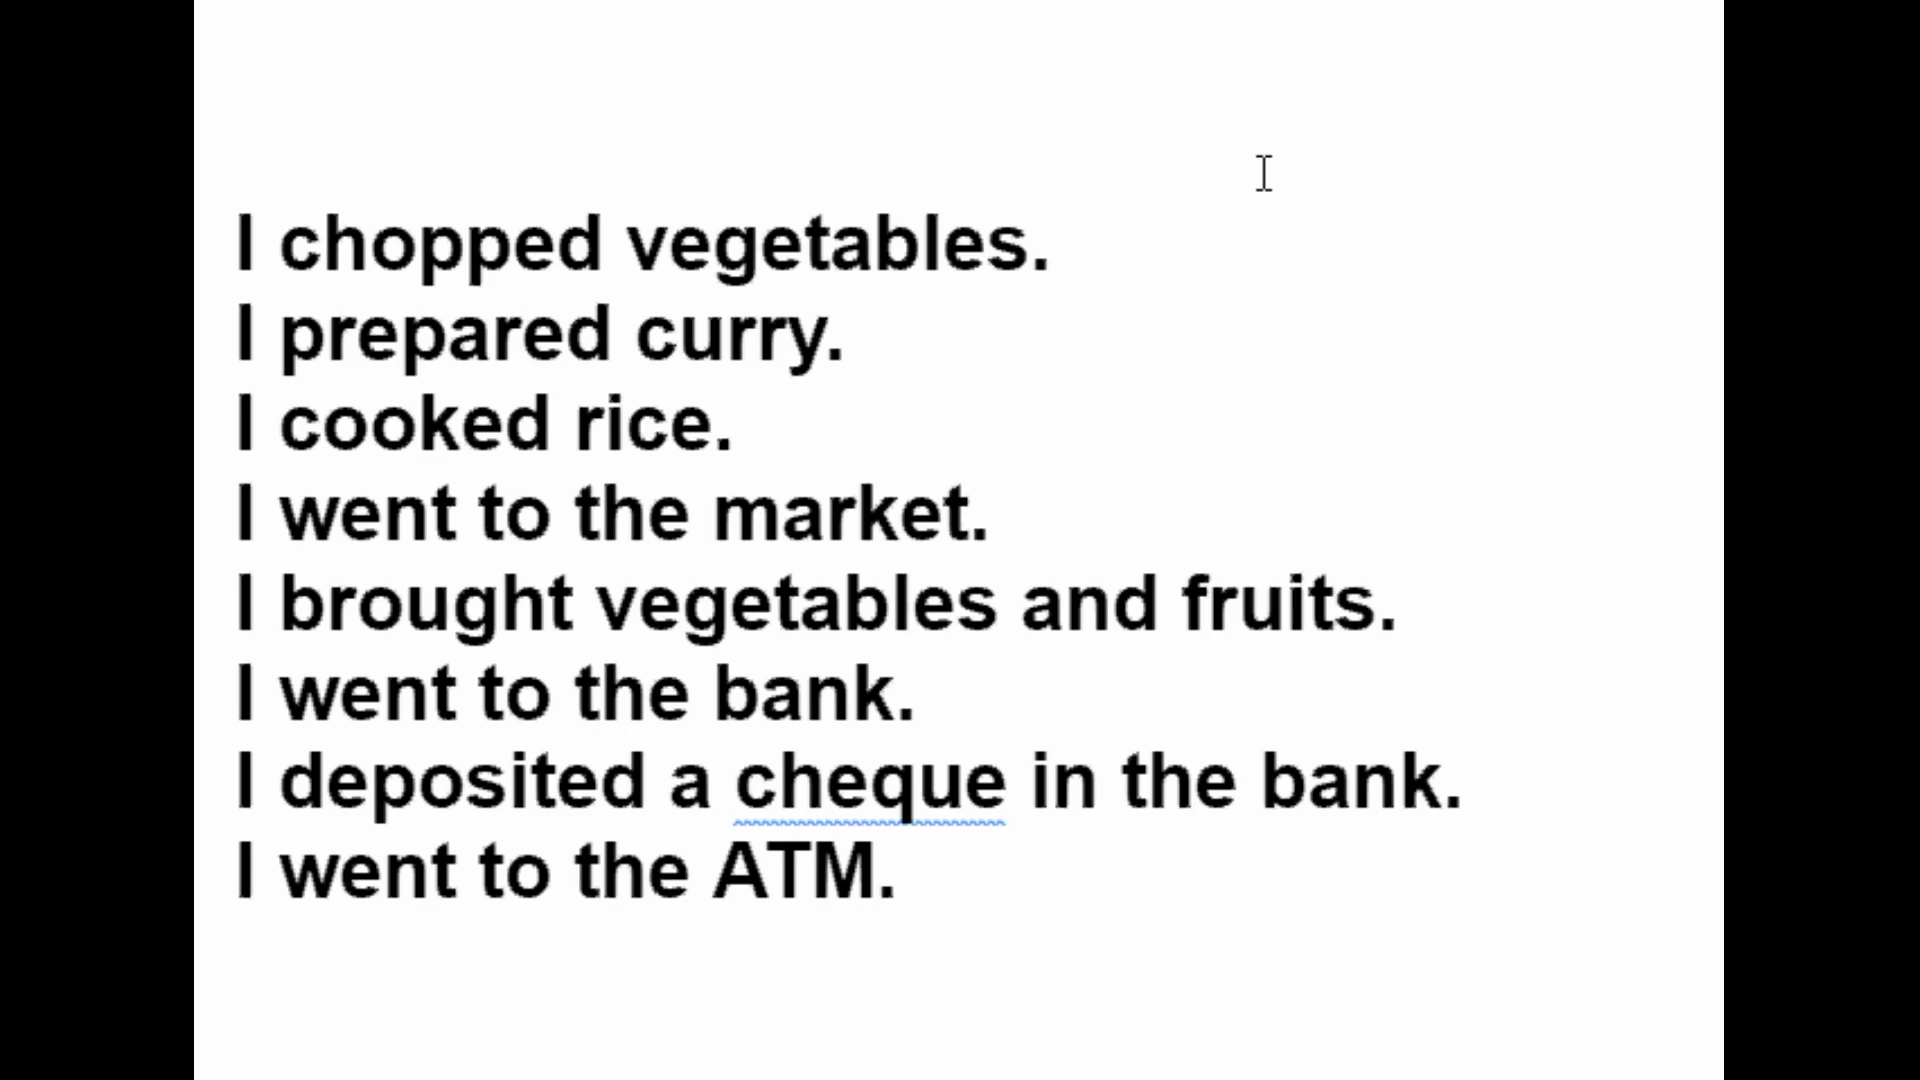 I chopped vegetables.
I prepared curry.
I cooked rice.
I went to the market.
I brought vegetables and fruits.
I went to the bank.
I deposited a cheque in the bank.
I went to the ATM.